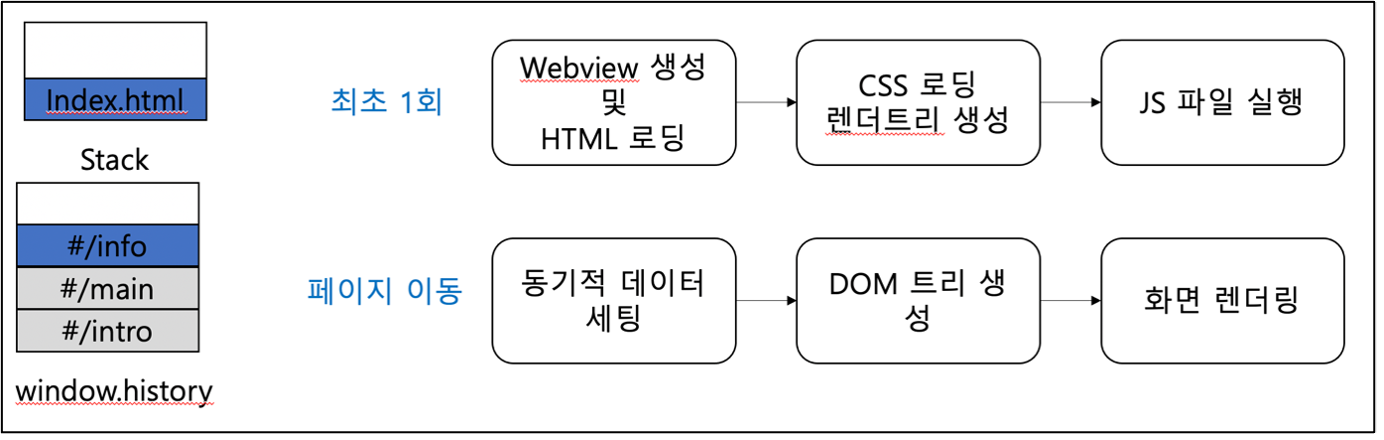 Index.html
Stack
최초 1회
Webview 생성
및
HTML 로딩
CSS 로딩
렌더트리 생성
JS 파일 실행
#/info
#/main
#/intro
window.history
페이지 이동
동기적 데이터
세팅
DOM 트리 생
성
화면 렌더링